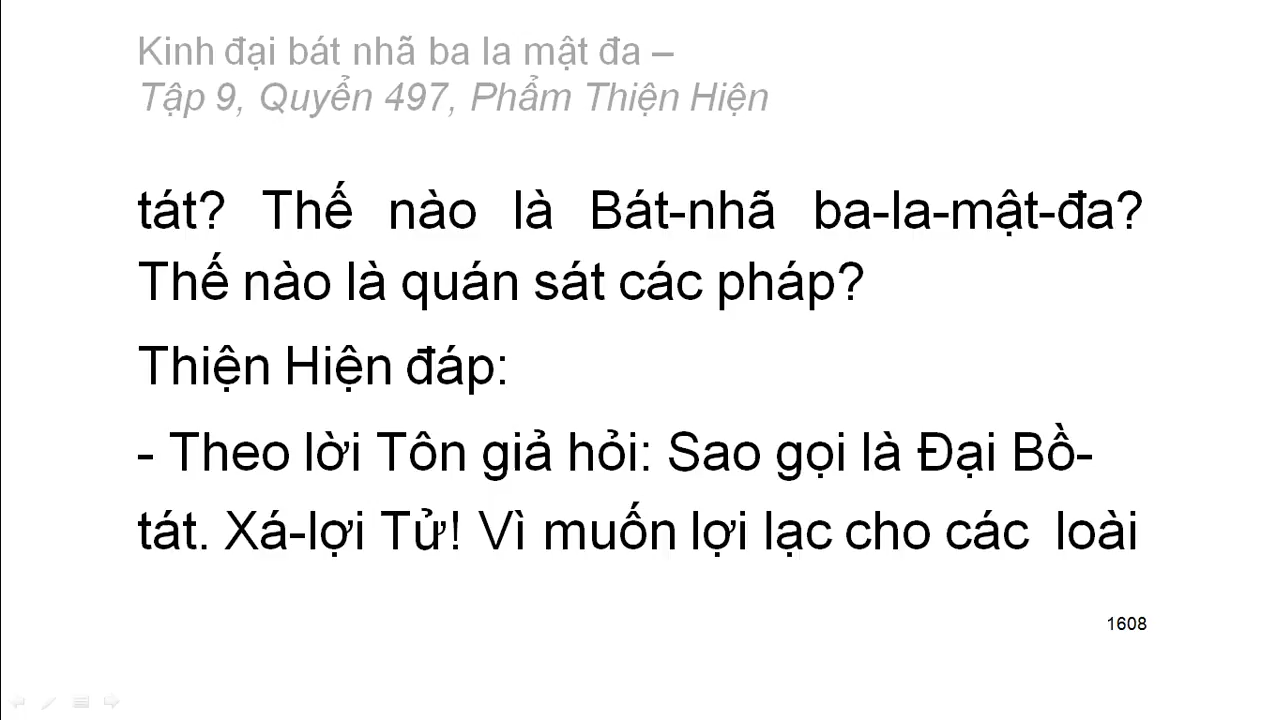 Kinh đại bát nhã ba la mật đa –
Tập 9, Quyển 497, Phẩm Thiện Hiện
tát? Thế nào là Bát-nhã ba-la-mật-đa?
Thế nào là quán sát các pháp?
Thiện Hiện đáp:
- Theo lời Tôn giả hỏi: Sao gọi là Đại Bồ-
tát. Xá-lợi Tử! Vì muốn lợi lạc cho các loài
1608